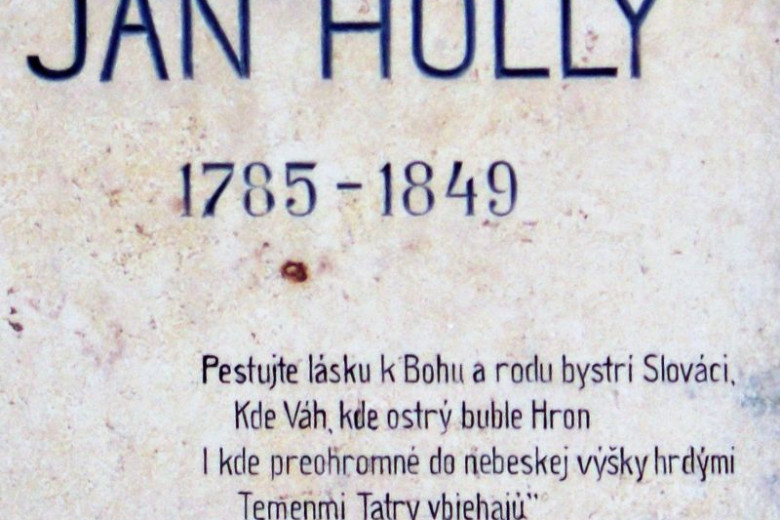 JÁN HOLLÝ
1785-1849
Pestujte lásku k Bohu a rodu bystrí Slováci,
Kde Váh, kde ostrý buble Hron
I kde preohromné do nebeskej výšky hrdými
Temenmi Tatry vbiehajú"